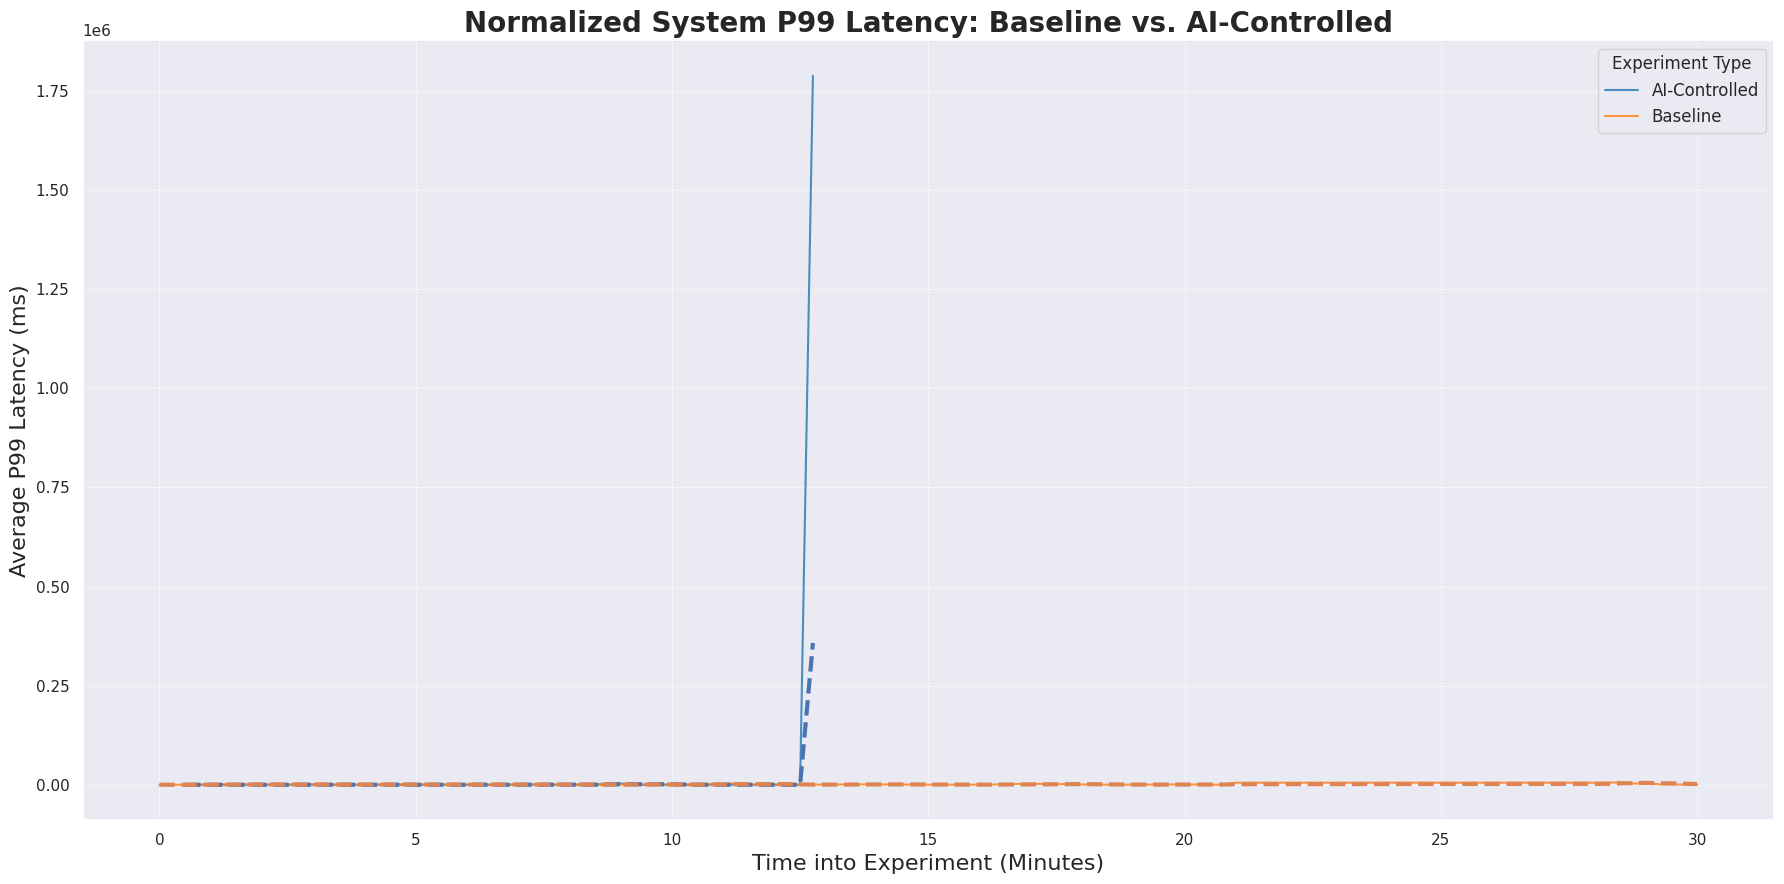 Normalized System P99 Latency: Baseline vs. AI-Controlled
1e6
Experiment Type
AI-Controlled
Baseline
Average P99 Latency (ms)
1.75
1.50
1.25
1.00
0.75
0.50
0.25
0.00
0 5 10 15 20 25 30
Time into Experiment (Minutes)